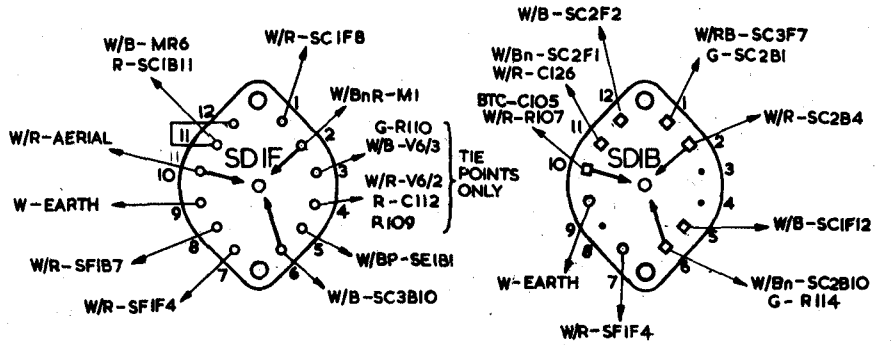 W/B-MR6
R-SC1B11
W/R-SC1F8
W/BnR-M1
W/R-AERIAL
G-R110
W/B-V6/3
W/R-V6/2
R-C112
R109
TIE
POINTS
ONLY
W-EARTH
W/R-SF1B7
W/R-SF1F4
W/BP-SE1B1
W/B-SC3B10
SD1F
12
1
11
2
11
3
10
4
9
5
8
6
7
W/B-SC2F2
W/RB-SC3F7
G-SC2B1
W/Bn-SC2F1
W/R-C126
BTC-C105
W/R-R107
W/R-SC2B4
W/B-SC1F12
W-EARTH
W/Bn-SC2B10
G-R114
W/R-SF1F4
SD1B
12
1
11
2
10
3
4
9
5
8
6
7